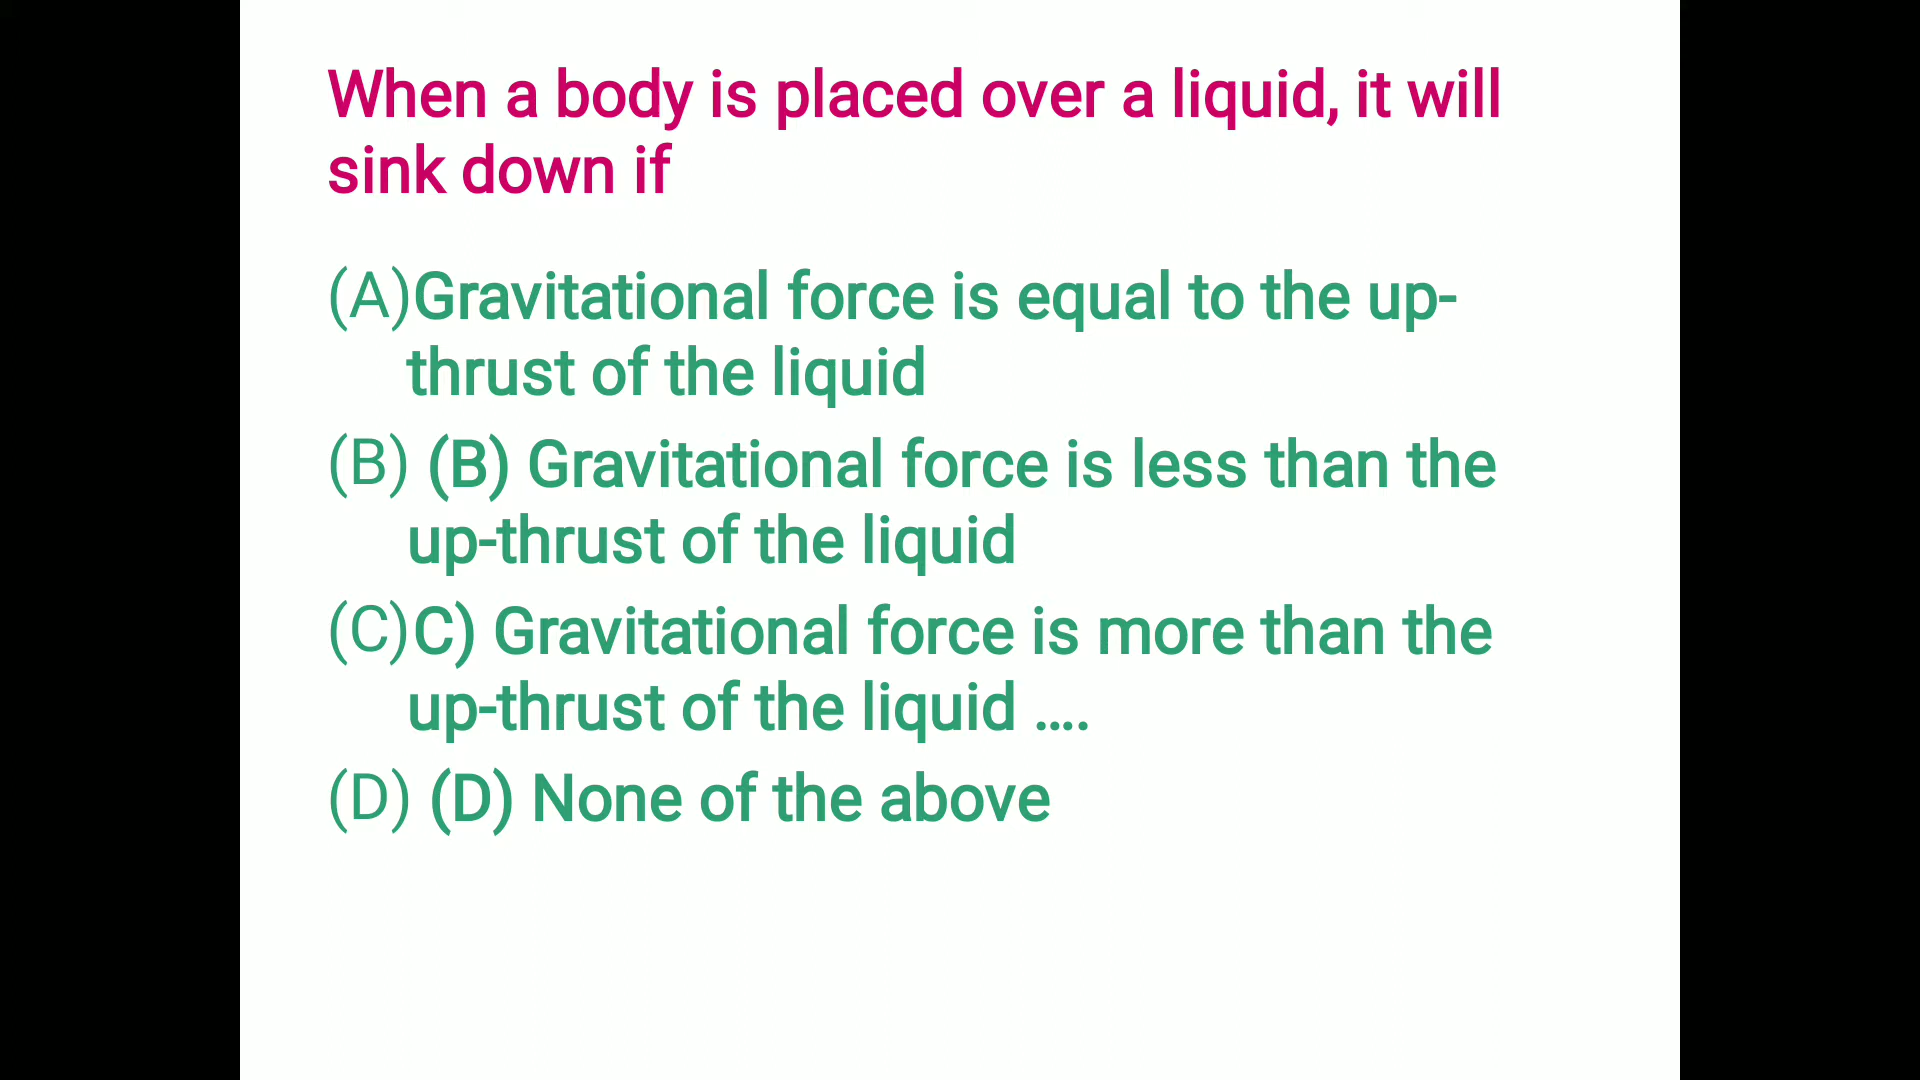 When a body is placed over a liquid, it will
sink down if
(A)Gravitational force is equal to the up-
thrust of the liquid
(B) (B) Gravitational force is less than the
up-thrust of the liquid
(C)C) Gravitational force is more than the
up-thrust of the liquid ....
(D) (D) None of the above